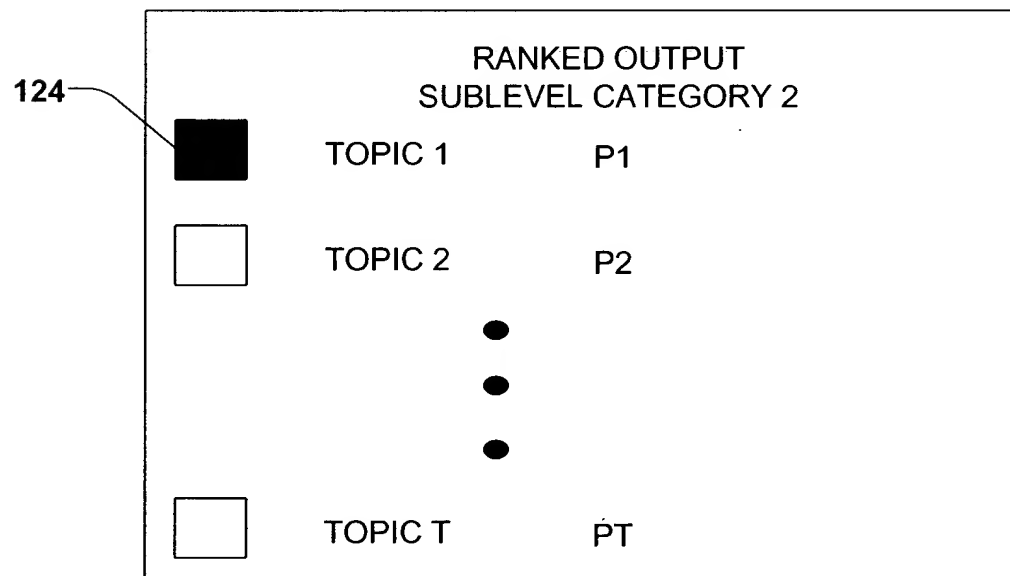 RANKED OUTPUT
SUBLEVEL CATEGORY 2
124
TOPIC 1 P1
TOPIC 2 P2
TOPIC T PT